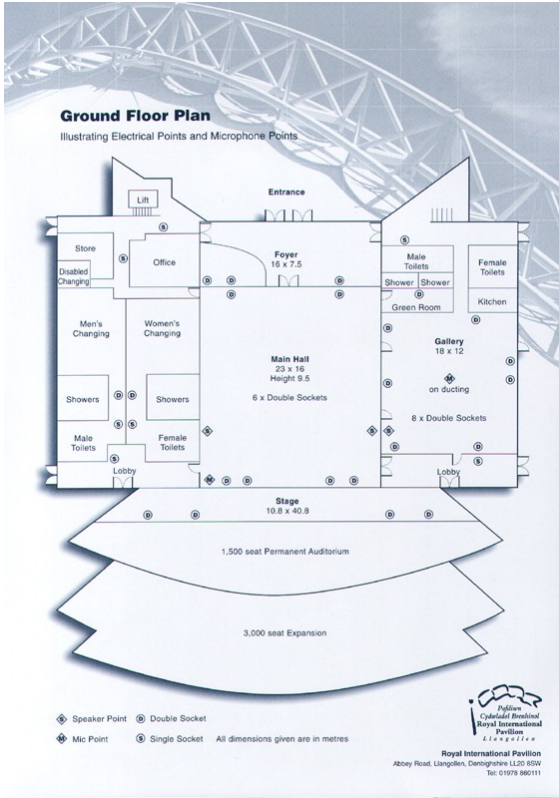 Ground Floor Plan
Illustrating Electrical Points and Microphone Points
Lift
Entrance
S
S
Store
Office
Disabled
Changing
Foyer
16 x 7.5
D D D
D D
S
Male
Toilets
Female
Toilets
Shower Shower
D
Green Room
Kitchen
D
D
Men's
Changing
Women's
Changing
Main Hall
23 x 16
Height 9.5
6 x Double Sockets
Gallery
18 x 12
D
M
on ducting
D
D
8 x Double Sockets
Showers
D D
Showers
S S
S
S S
Male
Toilets
Female
Toilets
S
D D
S
Lobby
M D D D D
Lobby
Stage
10.8 x 40.8
D D D D
1,500 seat Permanent Auditorium
3,000 seat Expansion
S Speaker Point D Double Socket
M Mic Point S Single Socket All dimensions given are in metres
Pafiliwn
Cydwladol Brenhinol
Royal International
Pavilion
Llangollen
Royal International Pavilion
Abbey Road, Llangollen, Denbighshire LL20 8SW
Tel: 01978 860111